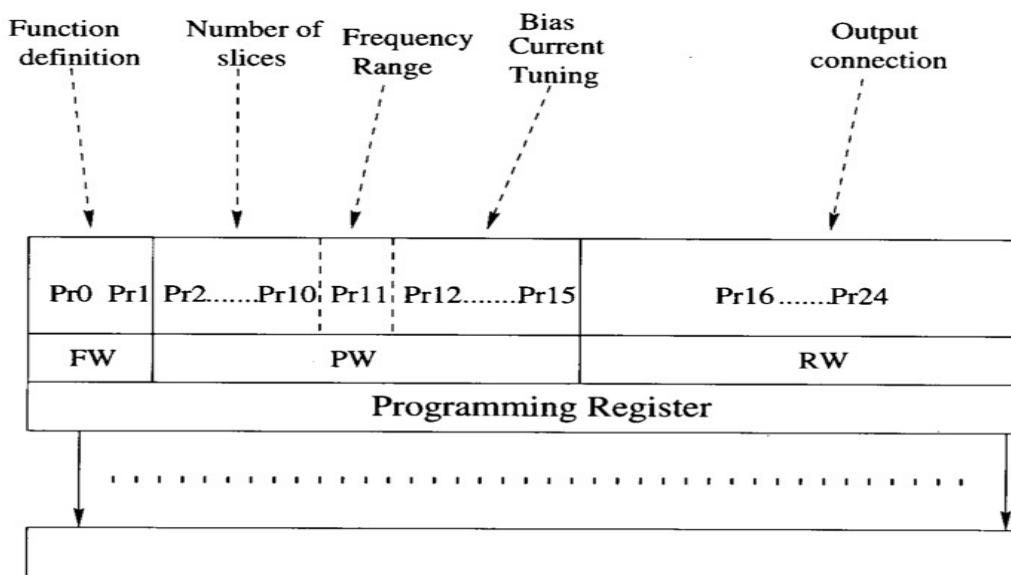 Function
definition
Number of
slices
Frequency
Range
Bias
Current
Tuning
Output
connection
Pr0 Pr1 Pr2.......Pr10 Pr11 Pr12.......Pr15 Pr16.......Pr24
FW PW RW
Programming Register